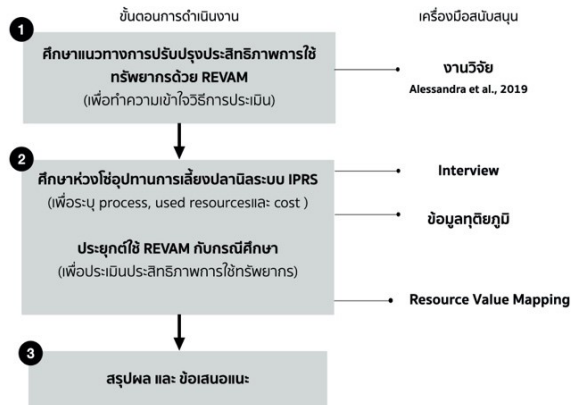 ขั้นตอนการดำเนินงาน
เครื่องมือสนับสนุน
1
ศึกษาแนวทางการปรับปรุงประสิทธิภาพการใช้
ทรัพยากรด้วย REVAM
(เพื่อทำความเข้าใจวิธีการประเมิน)
งานวิจัย
Alessandra et al., 2019
2
ศึกษาห่วงโซ่อุปทานการเลี้ยงปลานิลระบบ IPRS
(เพื่อระบุ process, used resourcesและ cost )
Interview
ข้อมูลทุติยภูมิ
ประยุกต์ใช้ REVAM กับกรณีศึกษา
(เพื่อประเมินประสิทธิภาพการใช้ทรัพยากร)
Resource Value Mapping
3
สรุปผล และ ข้อเสนอแนะ